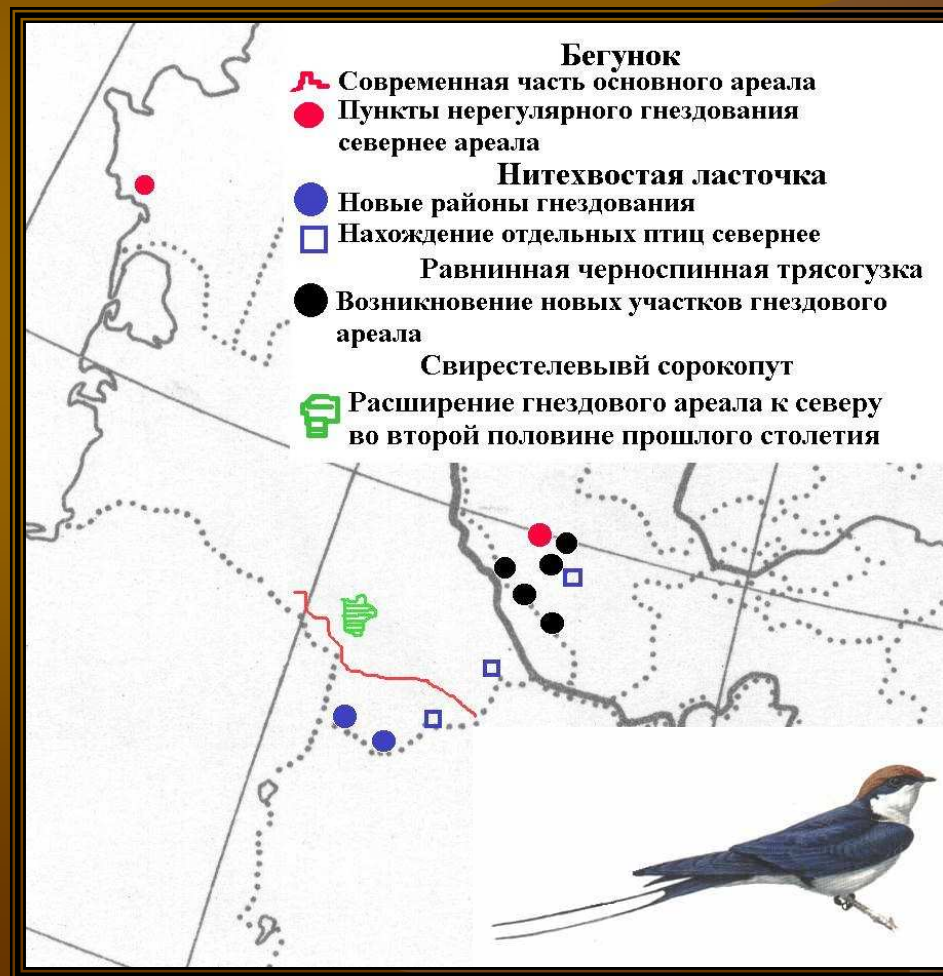 Бегунок
Современная часть основного ареала
Пункты нерегулярного гнездования
севернее ареала
Нитехвостая ласточка
Новые районы гнездования
Нахождение отдельных птиц севернее
Равнинная черноспинная трясогузка
Возникновение новых участков гнездового
ареала
Свирестелевывй сорокопут
Расширение гнездового ареала к северу
во второй половине прошлого столетия